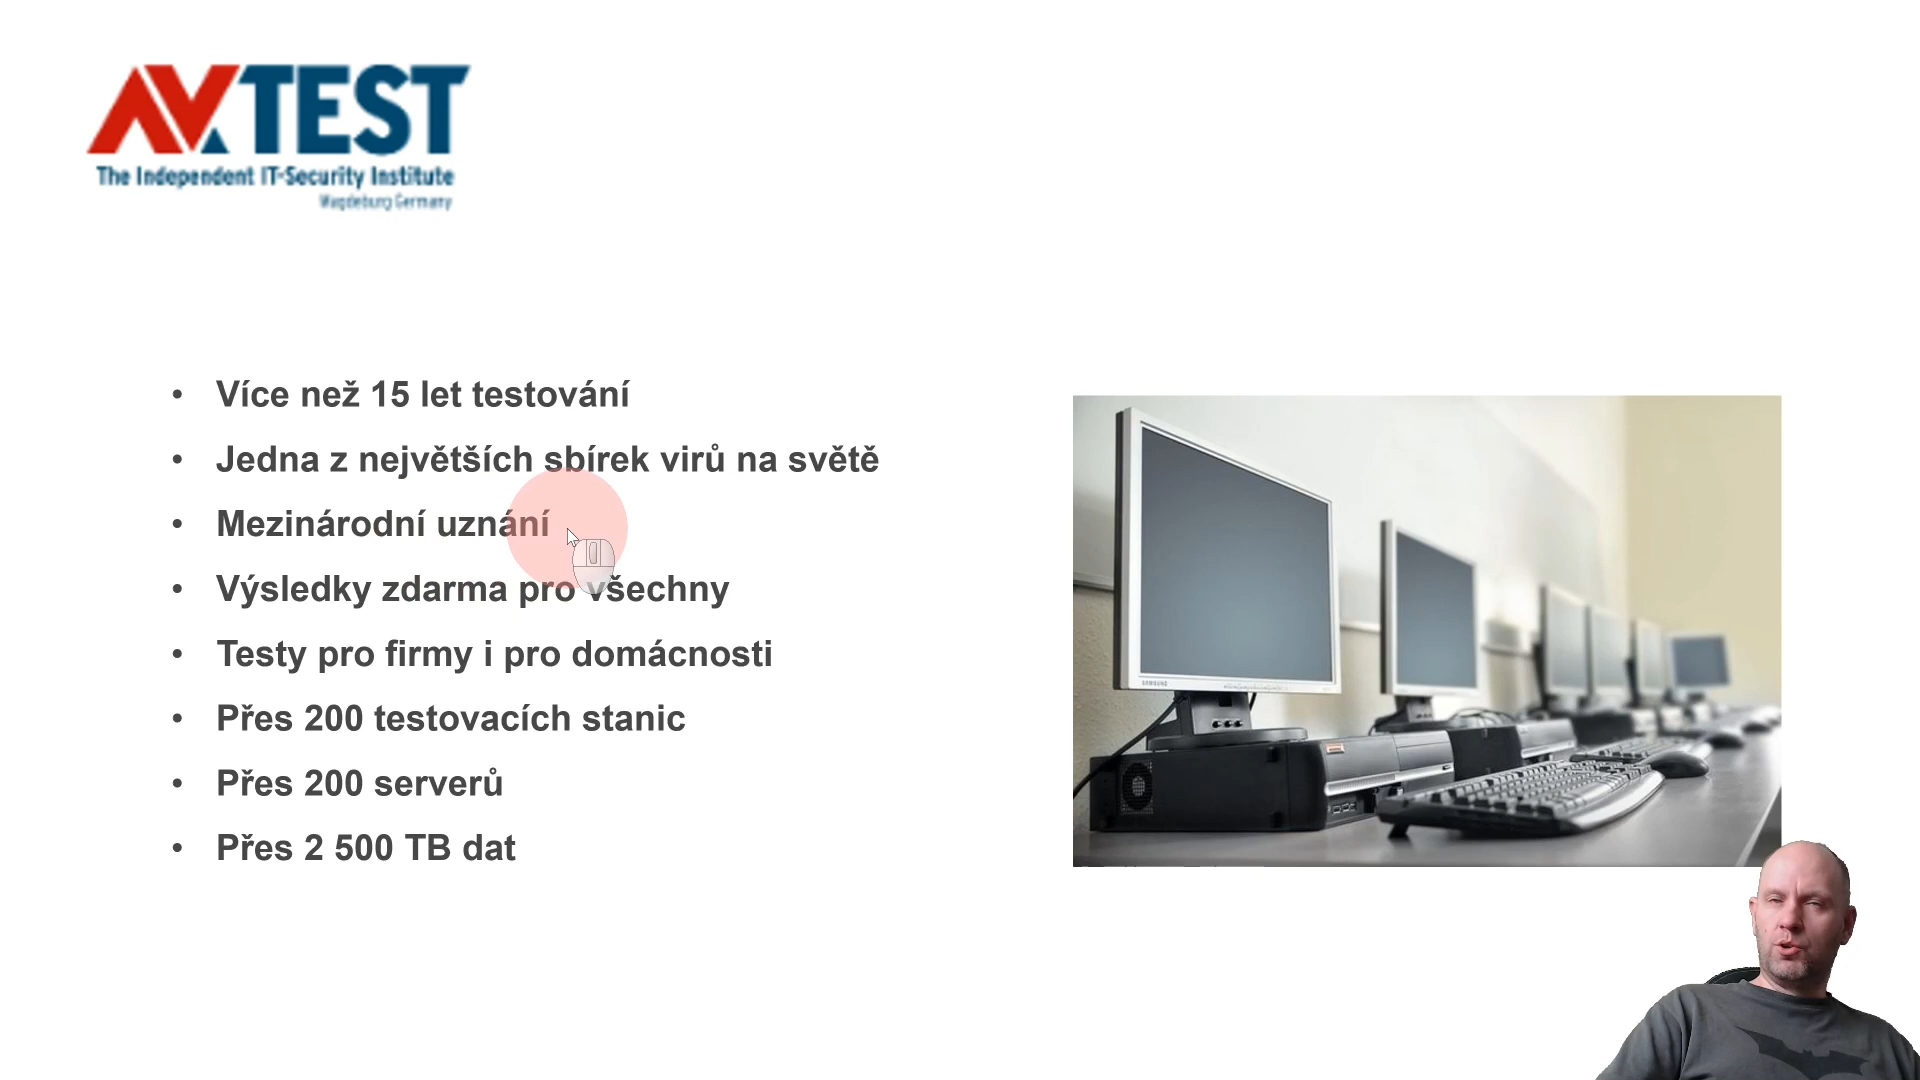 AVTEST
The Independent IT-Security Institute
Magdeburg Germany
• Více než 15 let testování
• Jedna z největších sbírek virů na světě
• Mezinárodní uznání
• Výsledky zdarma pro všechny
• Testy pro firmy i pro domácnosti
• Přes 200 testovacích stanic
• Přes 200 serverů
• Přes 2 500 TB dat
SAMSUNG